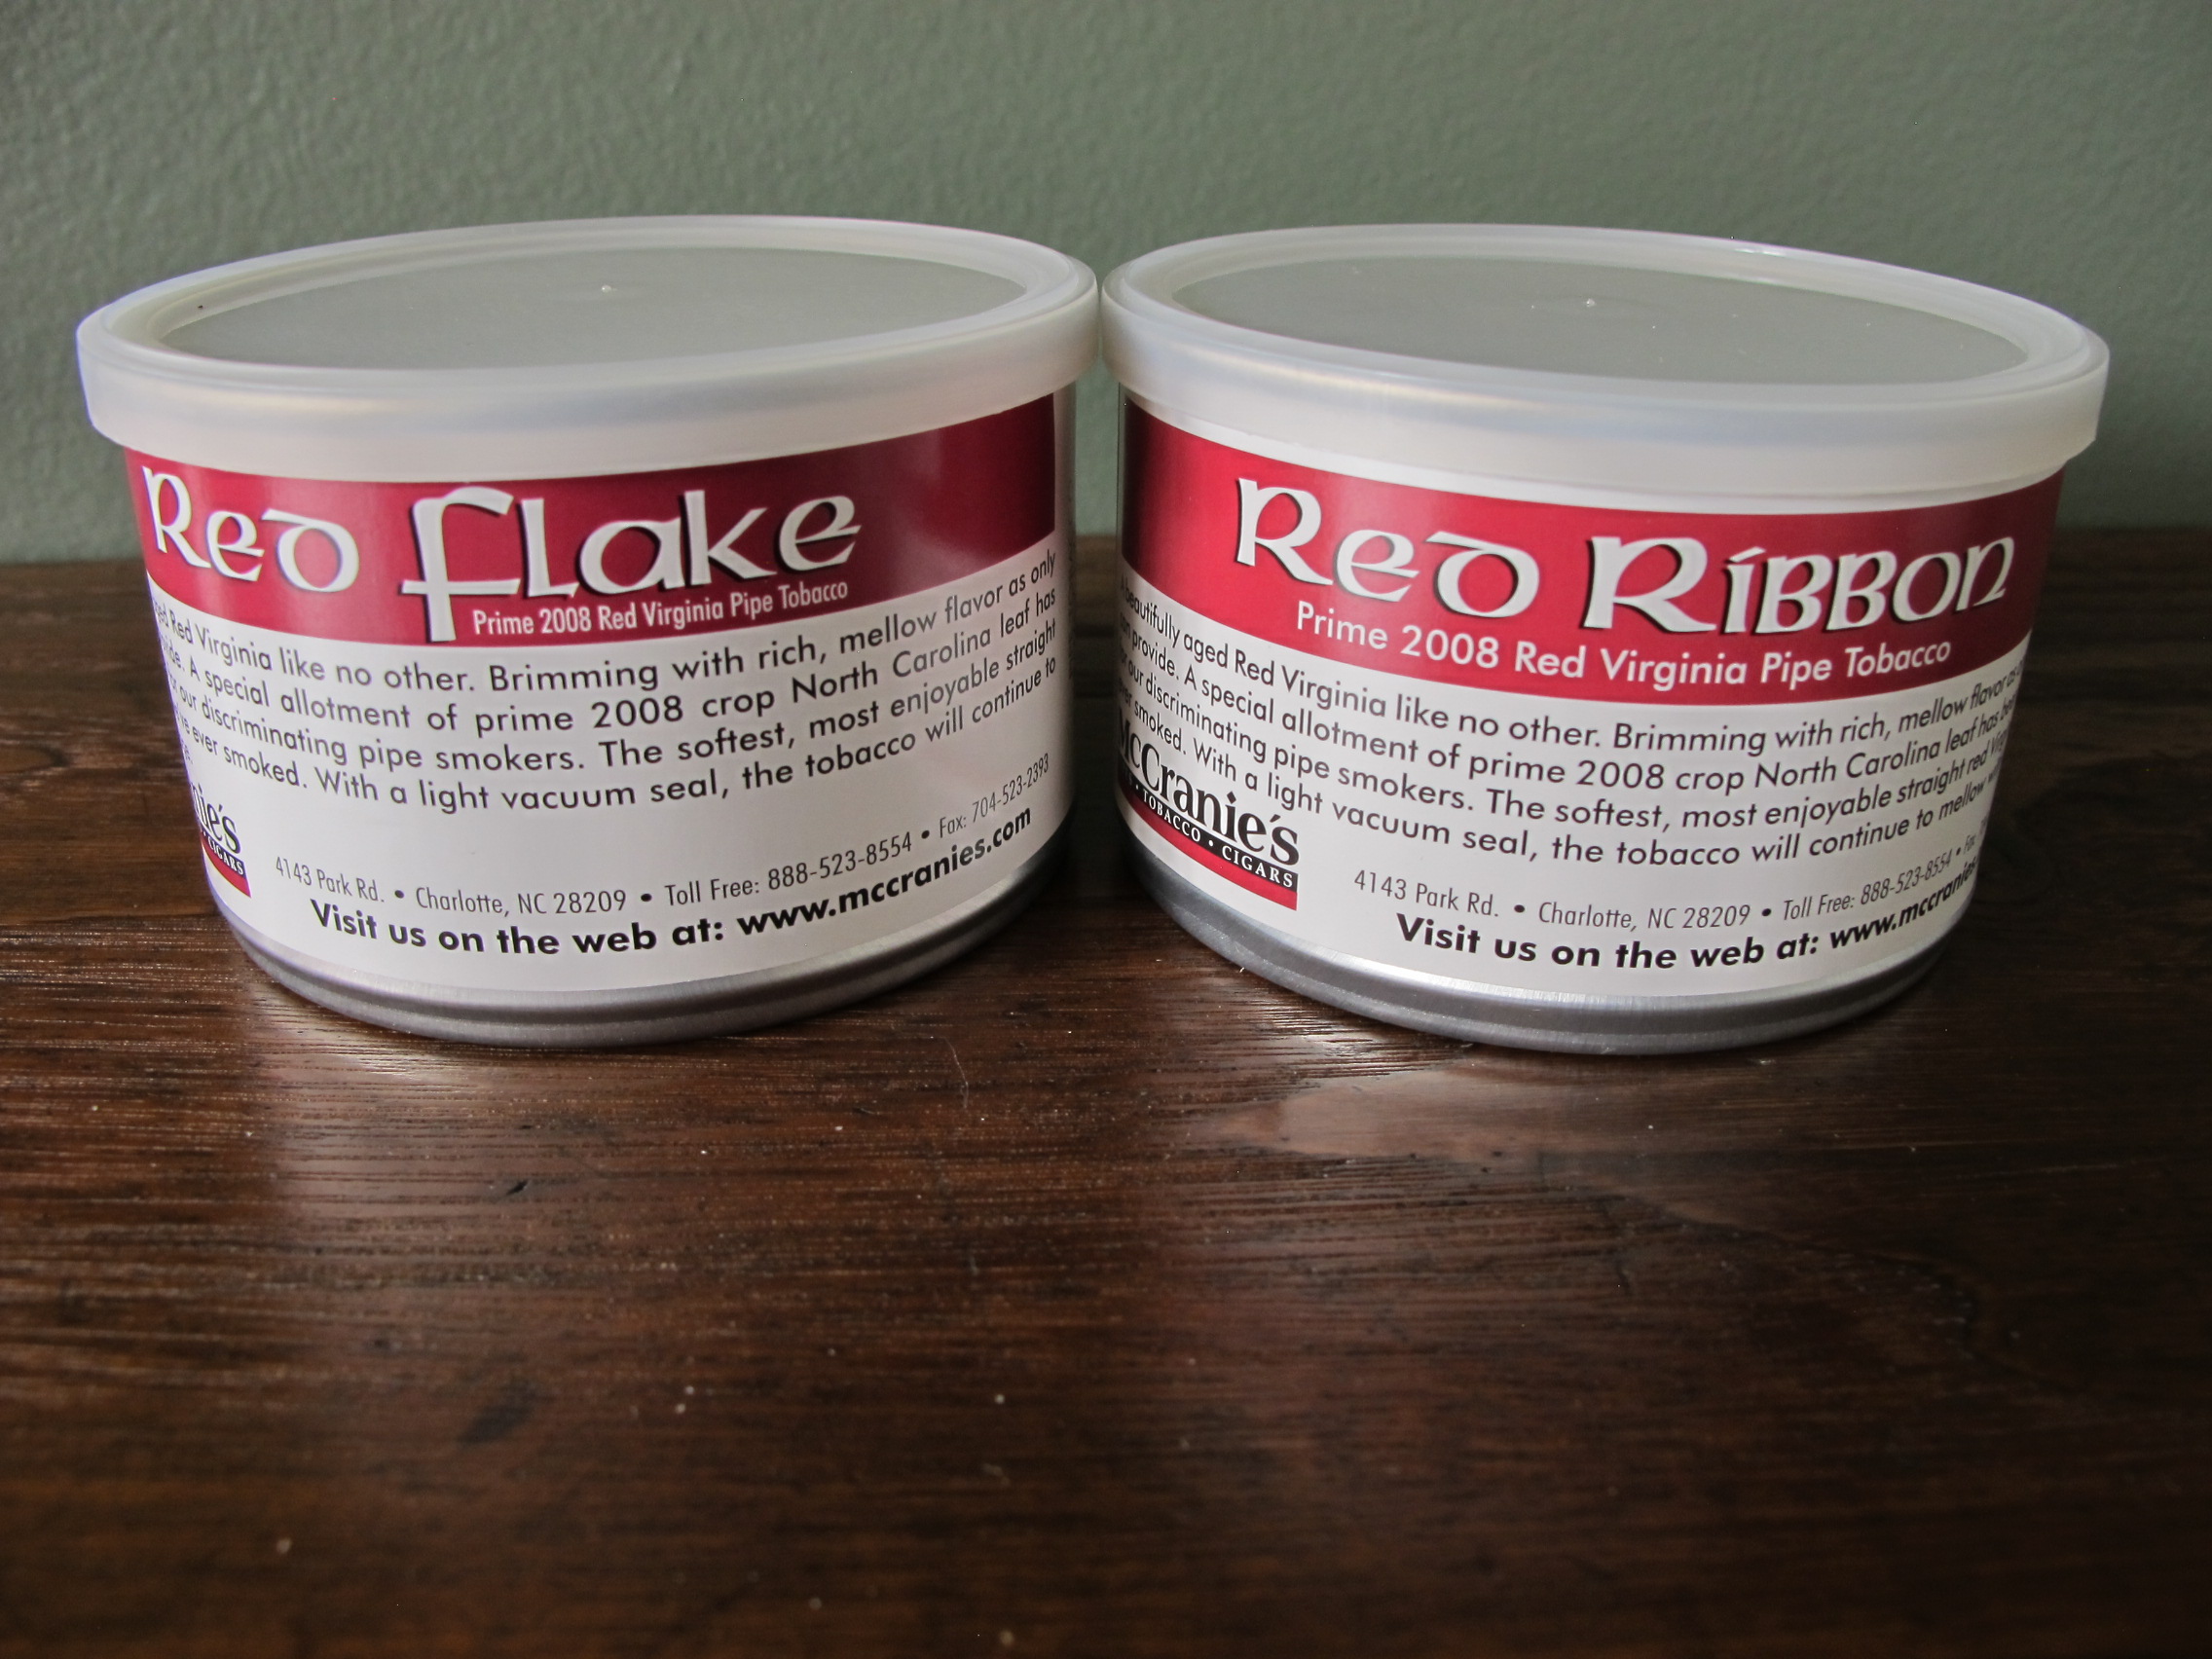 Red Flake
Prime 2008 Red Virginia Pipe Tobacco
Red Virginia like no other. Brimming with rich, mellow flavor as only
A special allotment of prime 2008 crop North Carolina leaf has
our discriminating pipe smokers. The softest, most enjoyable straight
ever smoked. With a light vacuum seal, the tobacco will continue to
CIGARS
4143 Park Rd. • Charlotte, NC 28209 • Toll Free: 888-523-8554 • Fax: 704-523-2393
Visit us on the web at: www.mccranies.com
Red Ribbon
Prime 2008 Red Virginia Pipe Tobacco
beautifully aged Red Virginia like no other. Brimming with rich, mellow flavor as
provide. A special allotment of prime 2008 crop North Carolina leaf has
our discriminating pipe smokers. The softest, most enjoyable straight red
smoked. With a light vacuum seal, the tobacco will continue to mellow
McCranie's
TOBACCO • CIGARS
4143 Park Rd. • Charlotte, NC 28209 • Toll Free: 888-523-8554 •
Visit us on the web at: www.mccranies